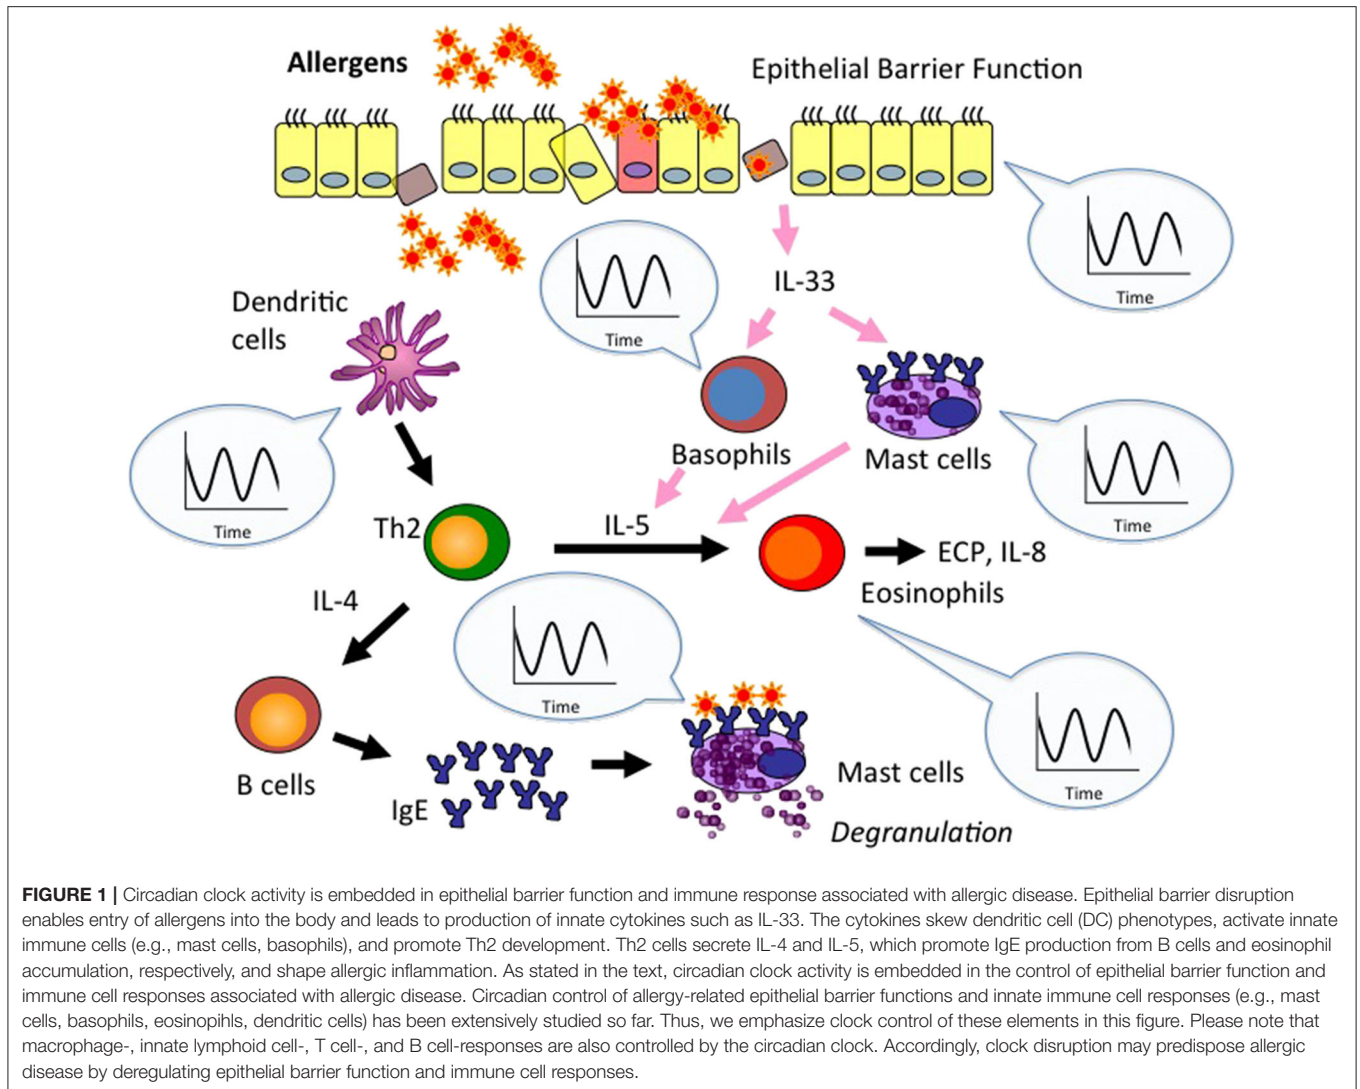 Allergens
Epithelial Barrier Function
Time
IL-33
Time
Dendritic
cells
Basophils
Mast cells
Time
Time
Th2
IL-5
ECP, IL-8
Eosinophils
IL-4
Time
Time
B cells
IgE
Mast cells
Degranulation
FIGURE 1 | Circadian clock activity is embedded in epithelial barrier function and immune response associated with allergic disease. Epithelial barrier disruption
enables entry of allergens into the body and leads to production of innate cytokines such as IL-33. The cytokines skew dendritic cell (DC) phenotypes, activate innate
immune cells (e.g., mast cells, basophils), and promote Th2 development. Th2 cells secrete IL-4 and IL-5, which promote IgE production from B cells and eosinophil
accumulation, respectively, and shape allergic inflammation. As stated in the text, circadian clock activity is embedded in the control of epithelial barrier function and
immune cell responses associated with allergic disease. Circadian control of allergy-related epithelial barrier functions and innate immune cell responses (e.g., mast
cells, basophils, eosinopihls, dendritic cells) has been extensively studied so far. Thus, we emphasize clock control of these elements in this figure. Please note that
macrophage-, innate lymphoid cell-, T cell-, and B cell-responses are also controlled by the circadian clock. Accordingly, clock disruption may predispose allergic
disease by deregulating epithelial barrier function and immune cell responses.